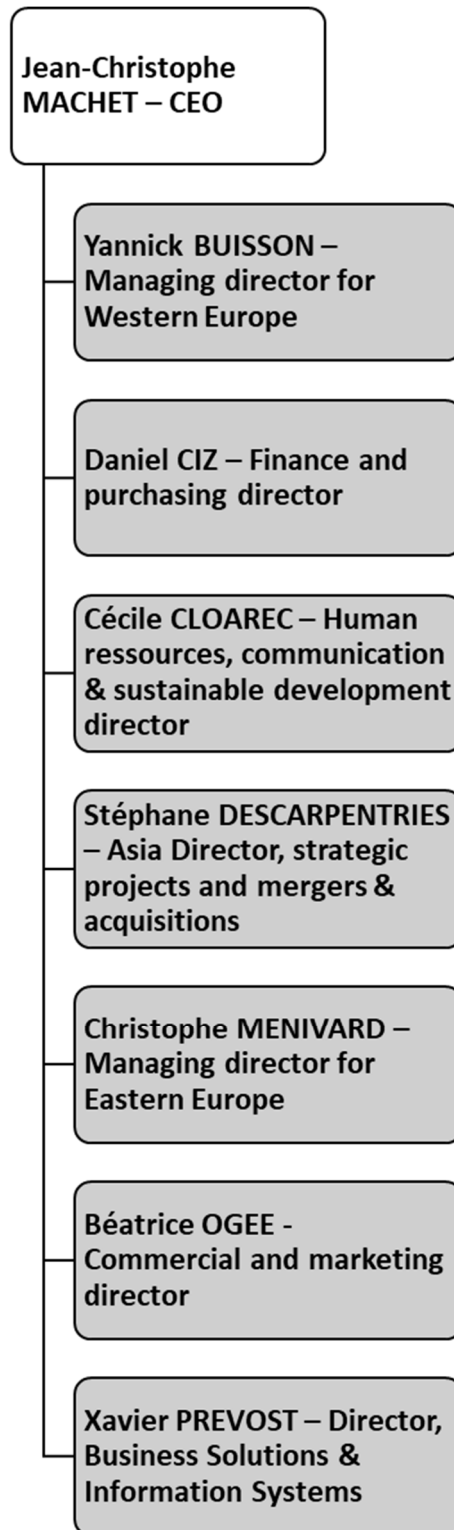 Jean-Christophe
MACHET – CEO
Yannick BUISSON –
Managing director for
Western Europe
Daniel CIZ – Finance and
purchasing director
Cécile CLOAREC – Human
ressources, communication
& sustainable development
director
Stéphane DESCARPENTRIES
– Asia Director, strategic
projects and mergers &
acquisitions
Christophe MENIVARD –
Managing director for
Eastern Europe
Béatrice OGEE -
Commercial and marketing
director
Xavier PREVOST – Director,
Business Solutions &
Information Systems